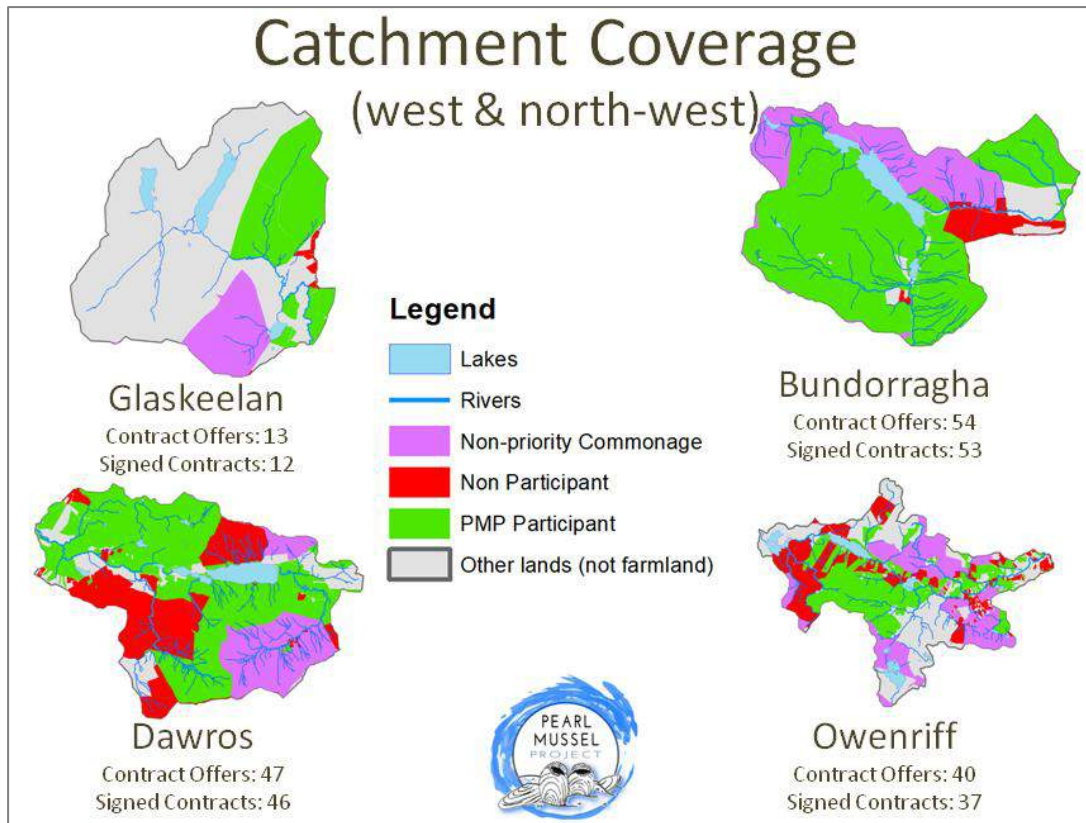 Catchment Coverage
(west & north-west)
Glaskeelan
Contract Offers: 13
Signed Contracts: 12
Bundorragha
Contract Offers: 54
Signed Contracts: 53
Legend
Lakes
Rivers
Non-priority Commonage
Non Participant
PMP Participant
Other lands (not farmland)
Dawros
Contract Offers: 47
Signed Contracts: 46
PEARL
MUSSEL
PROJECT
Owenriff
Contract Offers: 40
Signed Contracts: 37